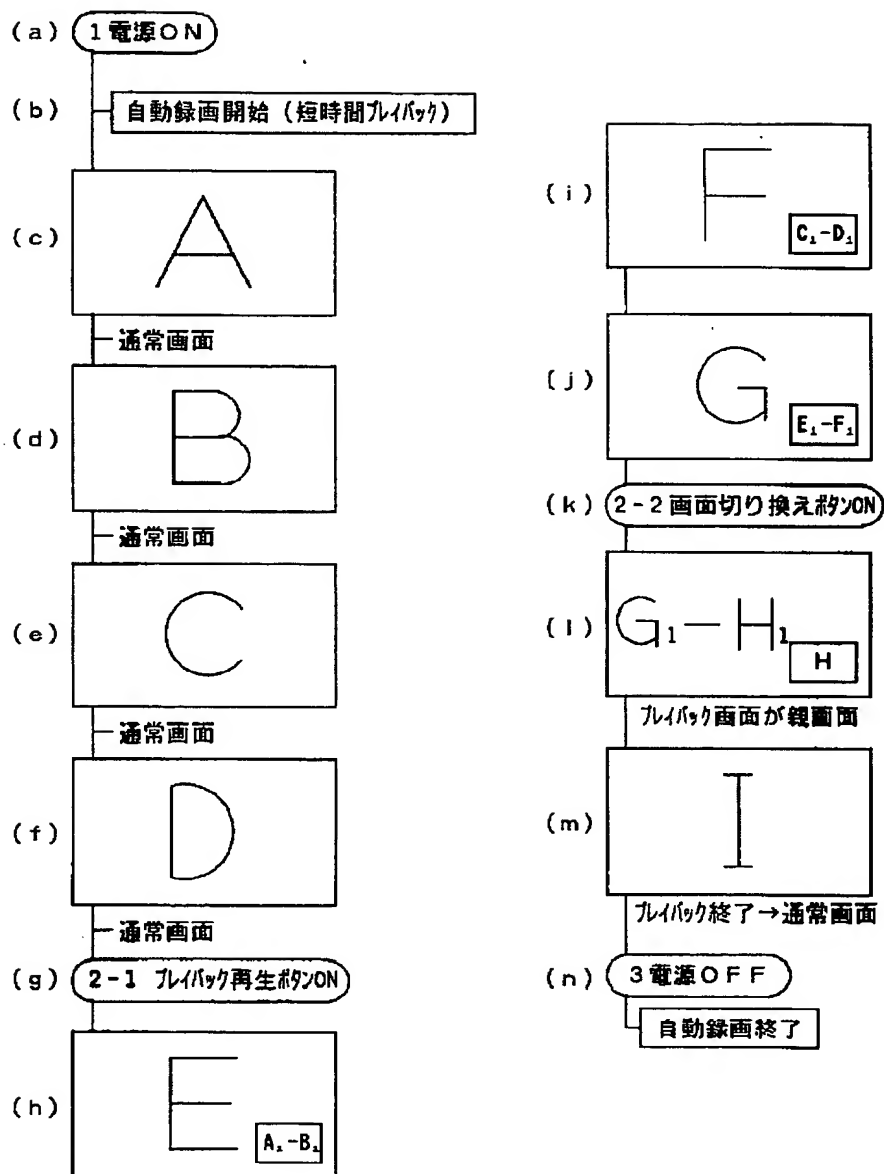 (a) 1電源ON
(b) 自動録画開始(短時間プレイバック)
(c) A
通常画面
(d) B
通常画面
(e) C
通常画面
(f) D
通常画面
(g) 2-1 プレイバック再生ボタンON
(h) E
A₁-B₁
(i) F
C₁-D₁
(j) G
E₁-F₁
(k) 2-2画面切り換えボタンON
(l) G₁-H₁
H
プレイバック画面が親画面
(m) I
プレイバック終了→通常画面
(n) 3電源OFF
自動録画終了